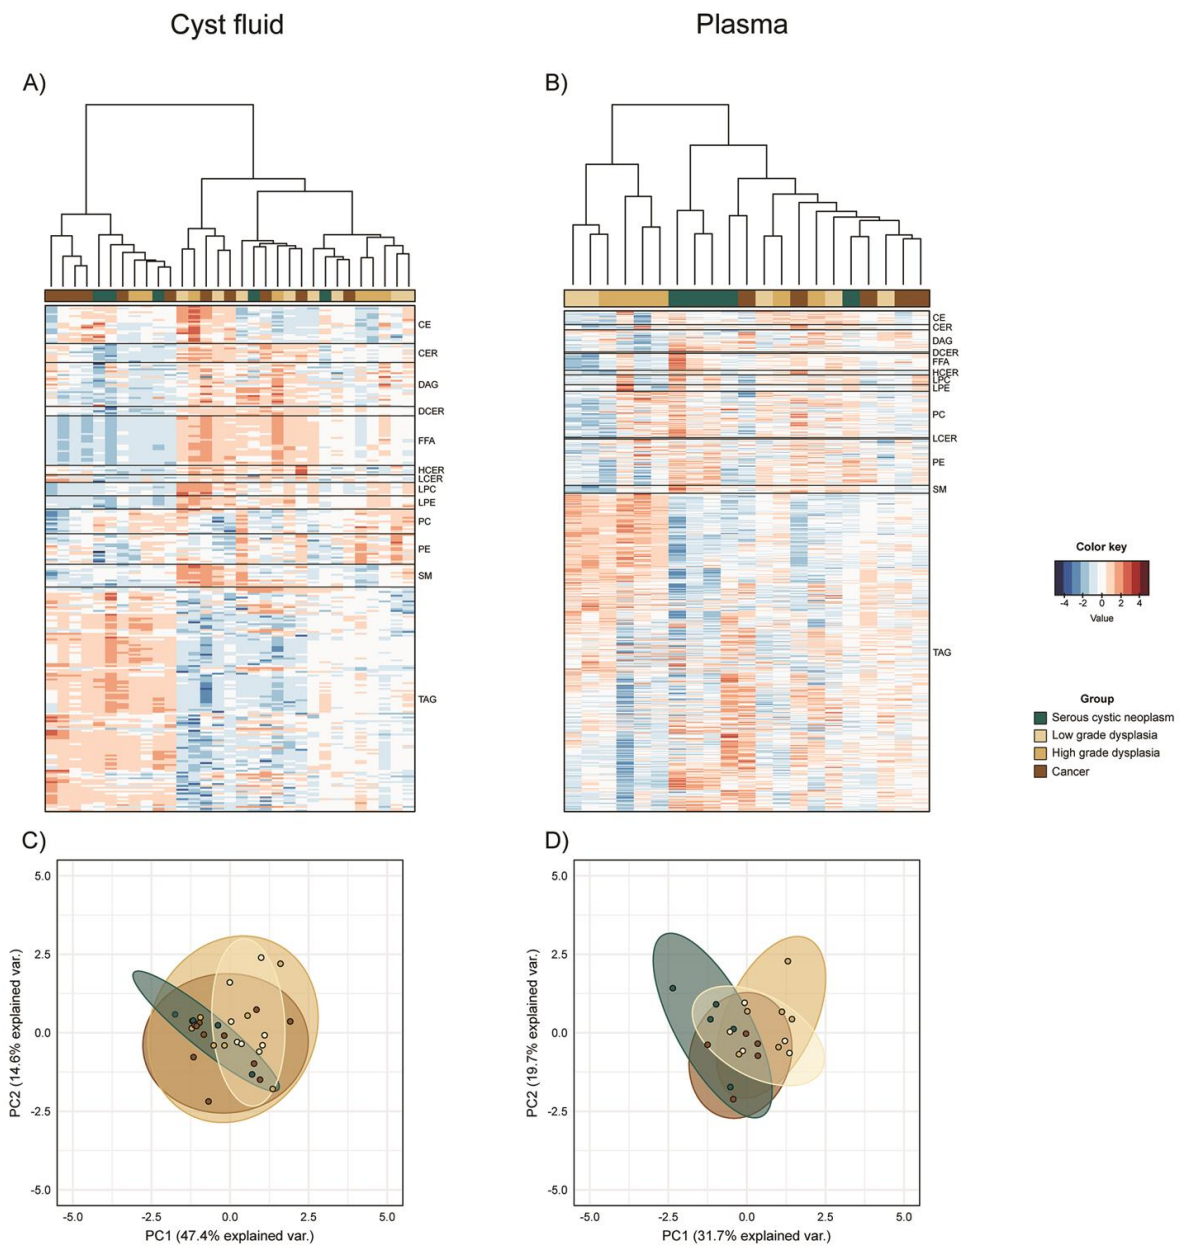 Cyst fluid
Plasma
A)
B)
CE
CER
DAG
DCER
FFA
HCER
LCER
LPC
LPE
PC
PE
SM
TAG
CE
CER
DAG
DCER
FFA
HCER
LPC
LPE
PC
LCER
PE
SM
TAG
Color key
-4 -2 0 2 4
Value
Group
Serous cystic neoplasm
Low grade dysplasia
High grade dysplasia
Cancer
C)
D)
PC2 (14.6% explained var.)
5.0
2.5
0.0
-2.5
-5.0
-5.0 -2.5 0.0 2.5 5.0
PC1 (47.4% explained var.)
PC2 (19.7% explained var.)
5.0
2.5
0.0
-2.5
-5.0
-5.0 -2.5 0.0 2.5 5.0
PC1 (31.7% explained var.)